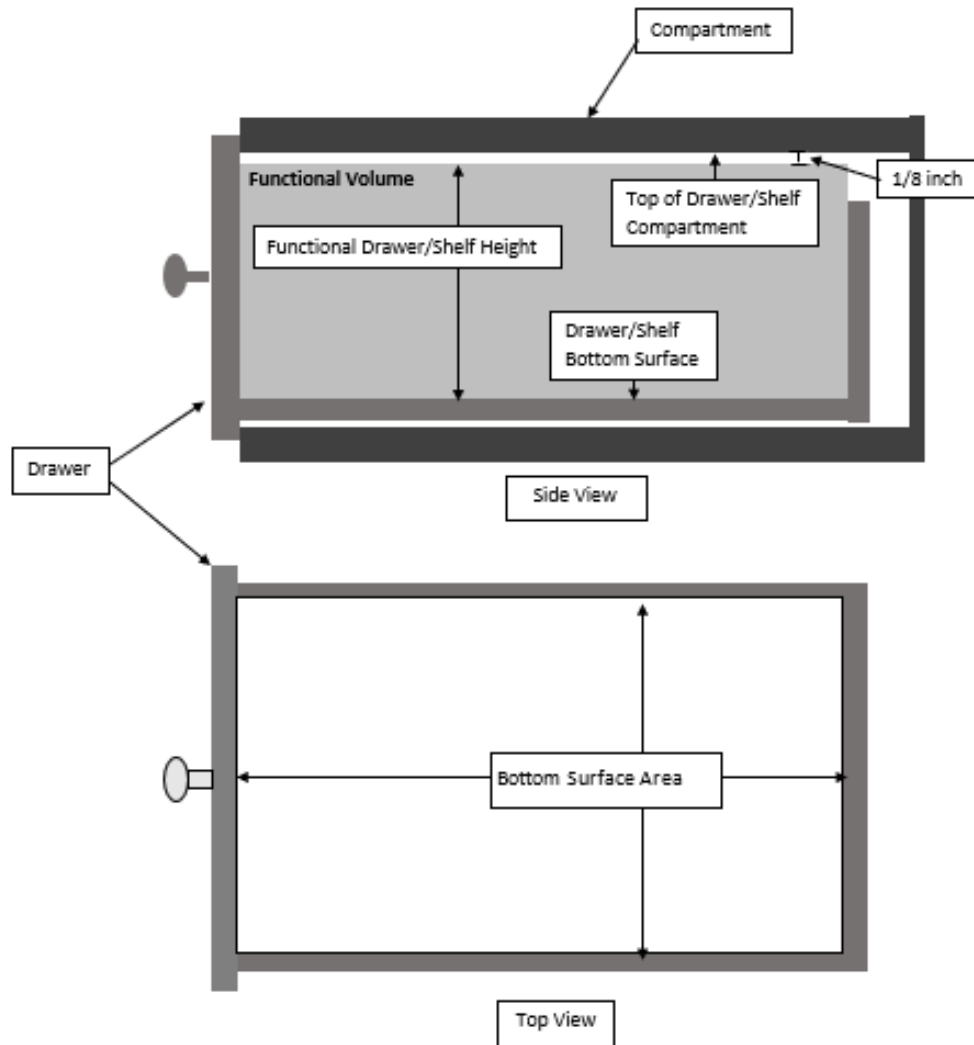 Compartment
Functional Volume
1/8 inch
Top of Drawer/Shelf
Compartment
Functional Drawer/Shelf Height
Drawer/Shelf
Bottom Surface
Drawer
Side View
Bottom Surface Area
Top View